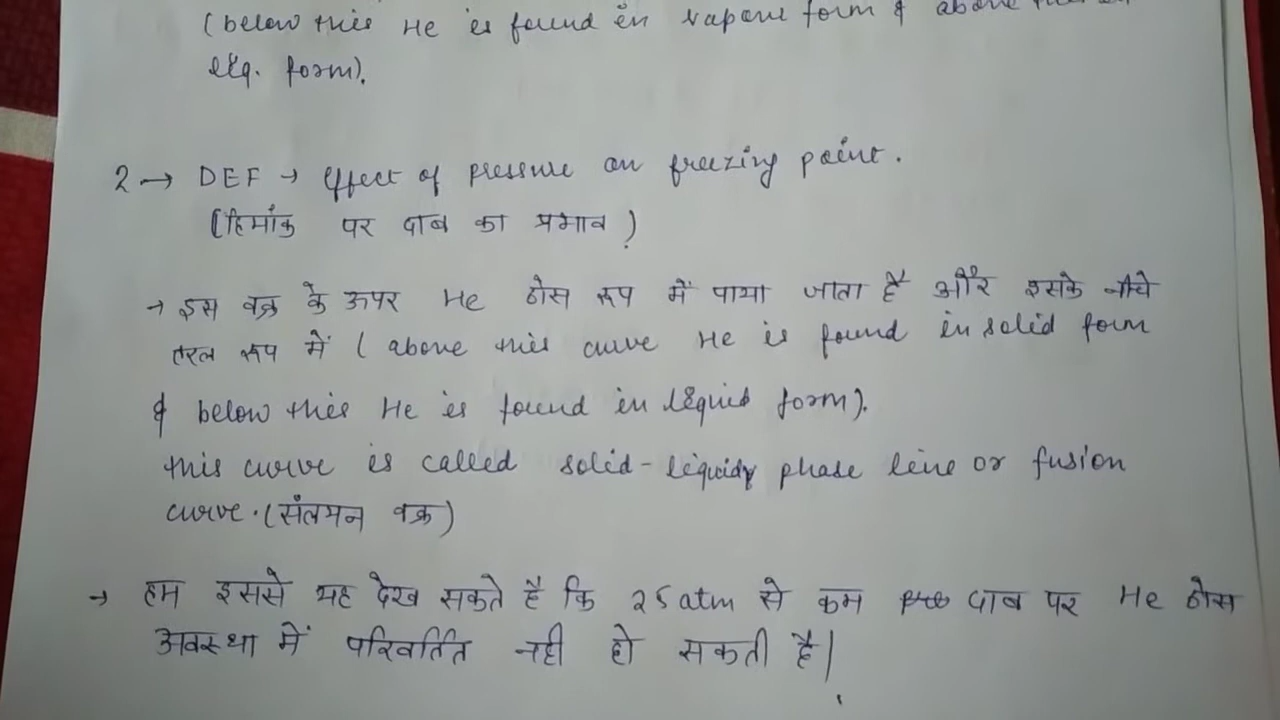 (below this He is found in vapour form & above
liq. form).
2 → DEF → Effect of pressure on freezing point.
(हिमांक पर दाब का प्रभाव)
→ इस वक्र के ऊपर He ठोस रूप में पाया जाता है और इसके नीचे
तरल रूप में ( above this curve He is found in solid form
& below this He is found in liquid form).
this curve is called solid-liquid phase line or fusion
curve. (संलयन वक्र)
→ हम इससे यह देख सकते है कि 25 atm से कम दाब पर He ठोस
अवस्था में परिवर्तित नही हो सकती है।